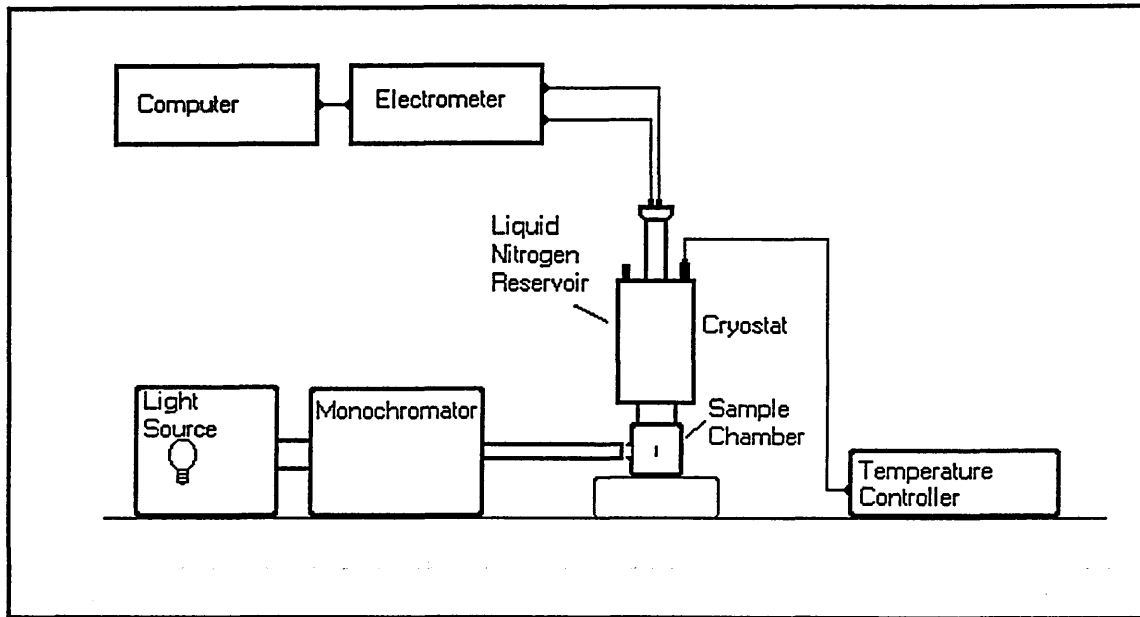 Computer
Electrometer
Liquid
Nitrogen
Reservoir
Cryostat
Light
Source
Monochromator
Sample
Chamber
Temperature
Controller